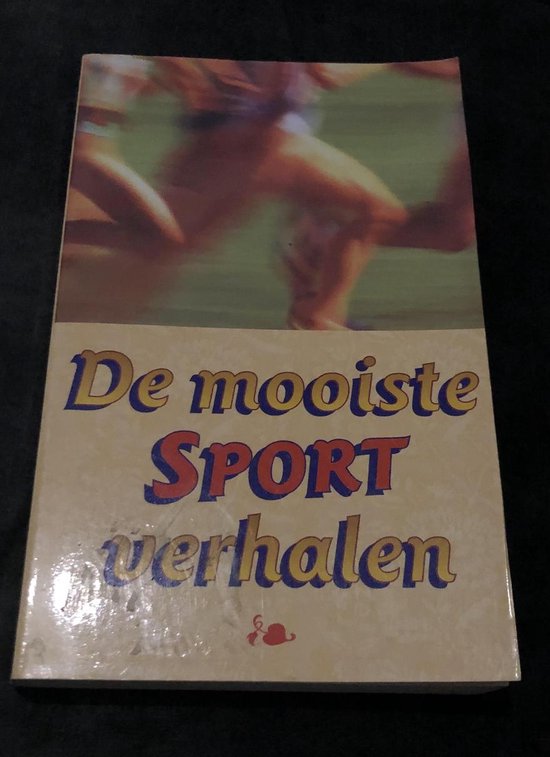 De mooiste
SPORT
verhalen